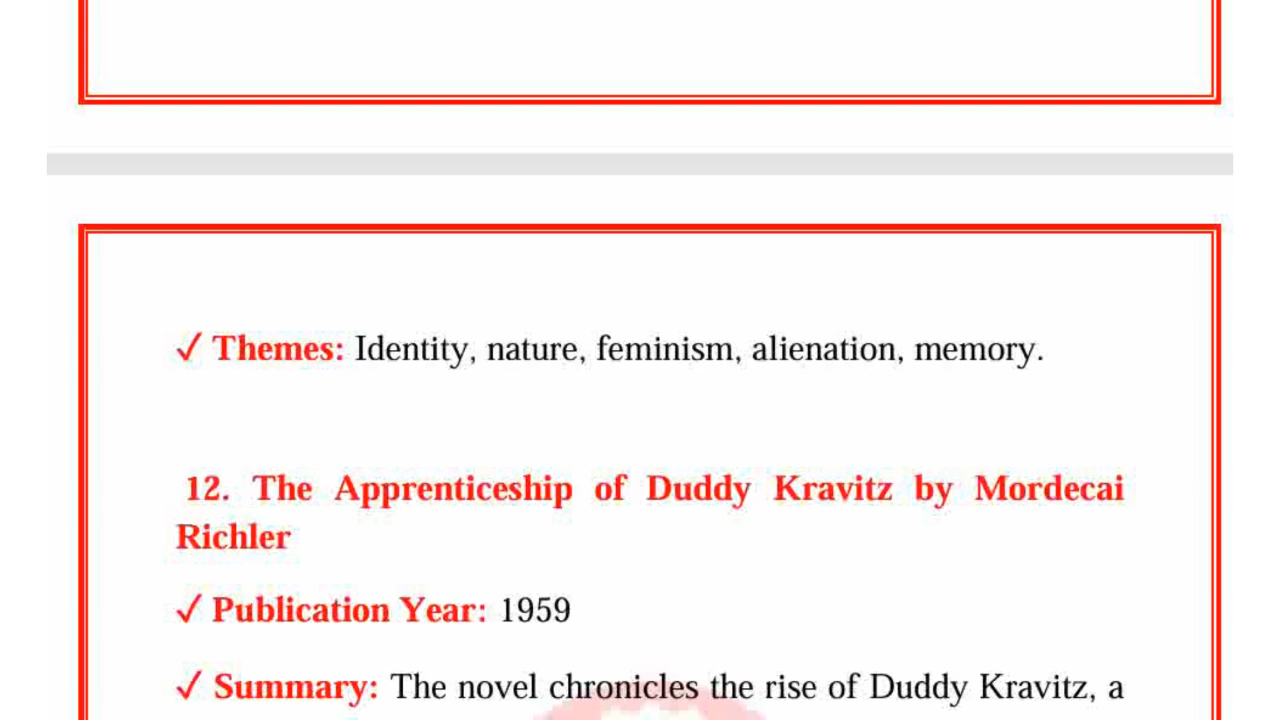 ✓ Themes: Identity, nature, feminism, alienation, memory.
12. The Apprenticeship of Duddy Kravitz by Mordecai
Richler
✓ Publication Year: 1959
✓ Summary: The novel chronicles the rise of Duddy Kravitz, a